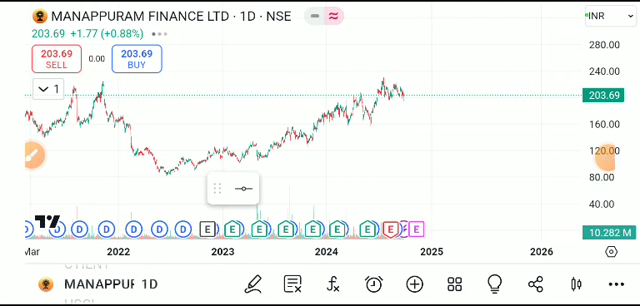 MANAPPURAM FINANCE LTD · 1D · NSE
INR
203.69 +1.77 (+0.88%)
203.69
SELL
0.00
203.69
BUY
1
280.00
240.00
203.69
160.00
120.00
80.00
40.00
10.282 M
D D D D D D D D E E E E E E E E E
Mar 2022 2023 2024 2025 2026
MANAPPUR 1D